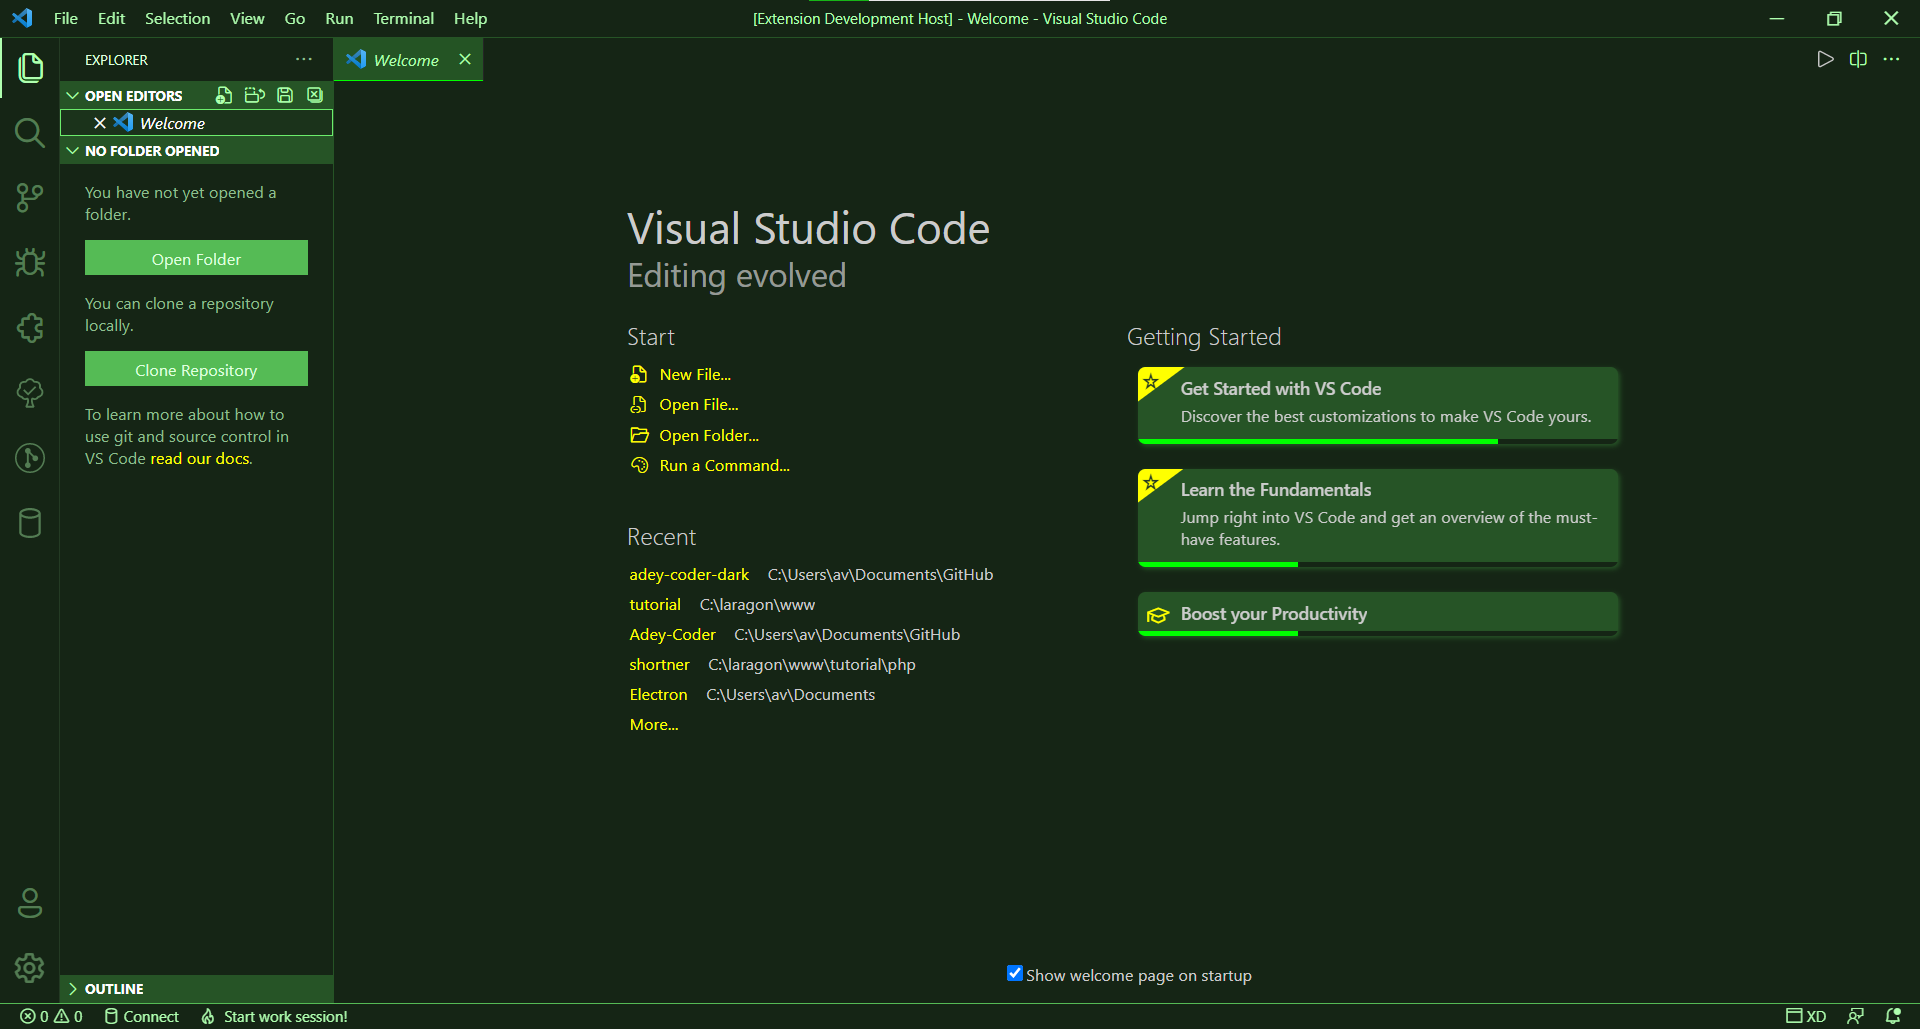 File Edit Selection View Go Run Terminal Help
[Extension Development Host] - Welcome - Visual Studio Code
EXPLORER
Welcome
OPEN EDITORS
Welcome
NO FOLDER OPENED
You have not yet opened a
folder.
Open Folder
You can clone a repository
locally.
Clone Repository
To learn more about how to
use git and source control in
VS Code read our docs.
OUTLINE
Visual Studio Code
Editing evolved
Start
New File...
Open File...
Open Folder...
Run a Command...
Recent
adey-coder-dark C:\Users\av\Documents\GitHub
tutorial C:\laragon\www
Adey-Coder C:\Users\av\Documents\GitHub
shortner C:\laragon\www\tutorial\php
Electron C:\Users\av\Documents
More...
Getting Started
Get Started with VS Code
Discover the best customizations to make VS Code yours.
Learn the Fundamentals
Jump right into VS Code and get an overview of the must-
have features.
Boost your Productivity
Show welcome page on startup
0 0 Connect Start work session!
XD